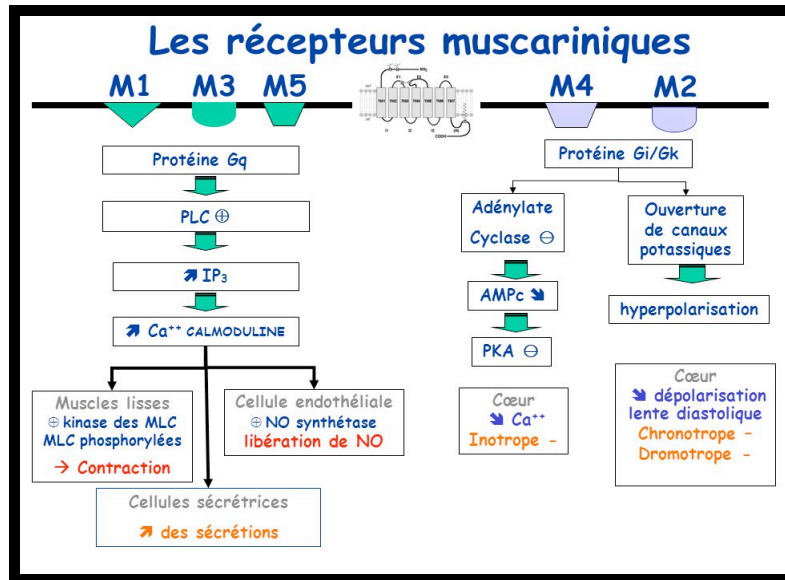 Les récepteurs muscariniques
M1
M3
M5
M4
M2
Protéine Gq
PLC ⊕
↗ IP₃
↗ Ca⁺⁺ CALMODULINE
Muscles lisses
⊕ kinase des MLC
MLC phosphorylées
→ Contraction
Cellule endothéliale
⊕ NO synthétase
libération de NO
Cellules sécrétrices
↗ des sécrétions
Protéine Gi/Gk
Adénylate
Cyclase ⊖
AMPc ↘
PKA ⊖
Cœur
↘ Ca⁺⁺
Inotrope -
Ouverture
de canaux
potassiques
hyperpolarisation
Cœur
↘ dépolarisation
lente diastolique
Chronotrope -
Dromotrope -